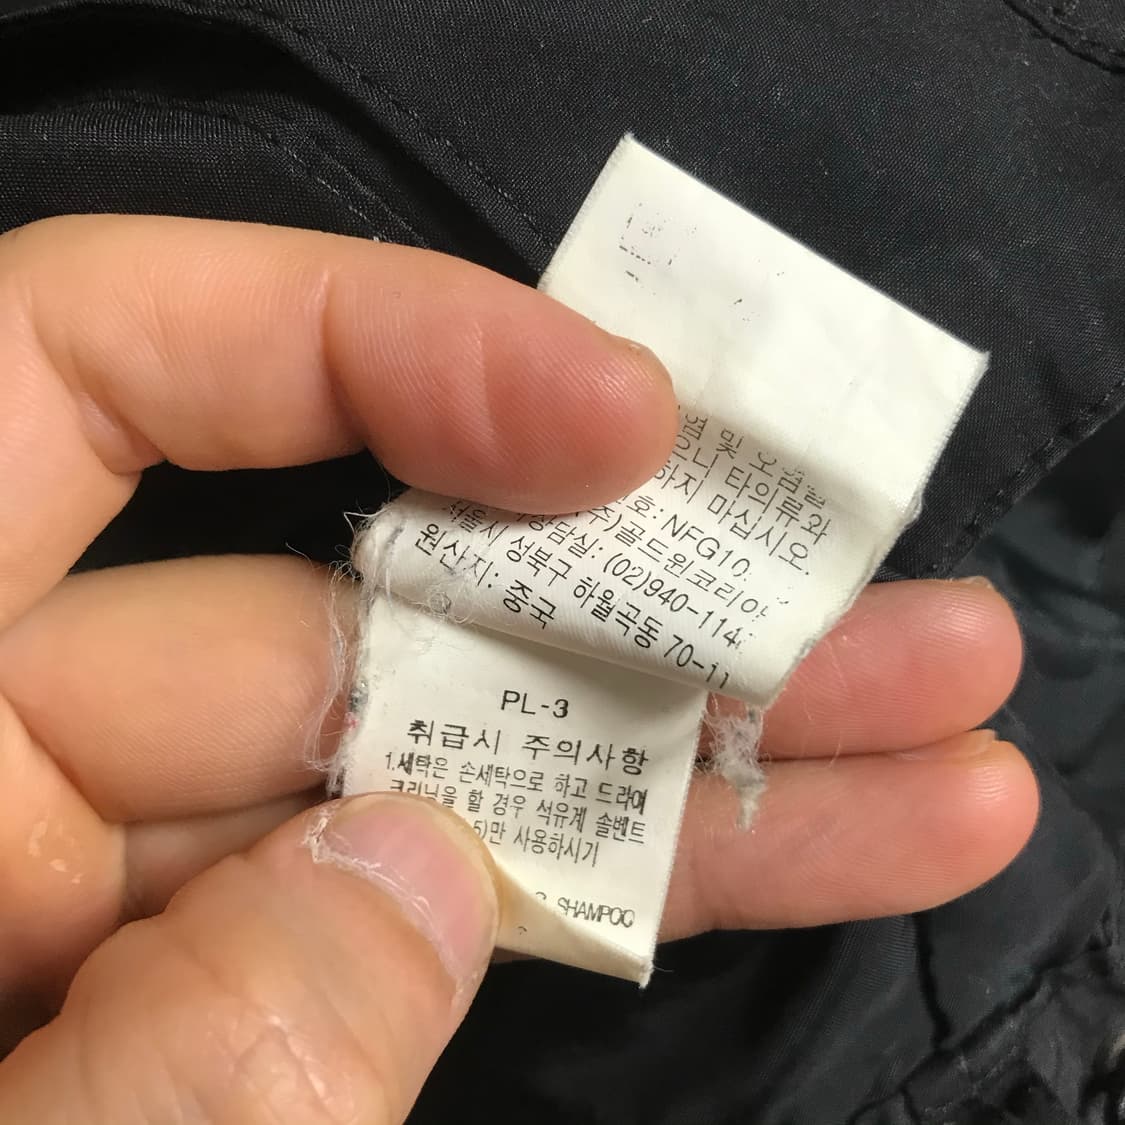 염 및 오염될
으니 타의류와
하지 마십시오.
호: NFG10
(주)골드윈코리아
상담실: (02)940-114
서울시 성북구 하월곡동 70-11
원산지: 중국
PL-3
취급시 주의사항
1.세탁은 손세탁으로 하고 드라이
크리닝을 할 경우 석유계 솔벤트
5)만 사용하시기
SHAMPOO